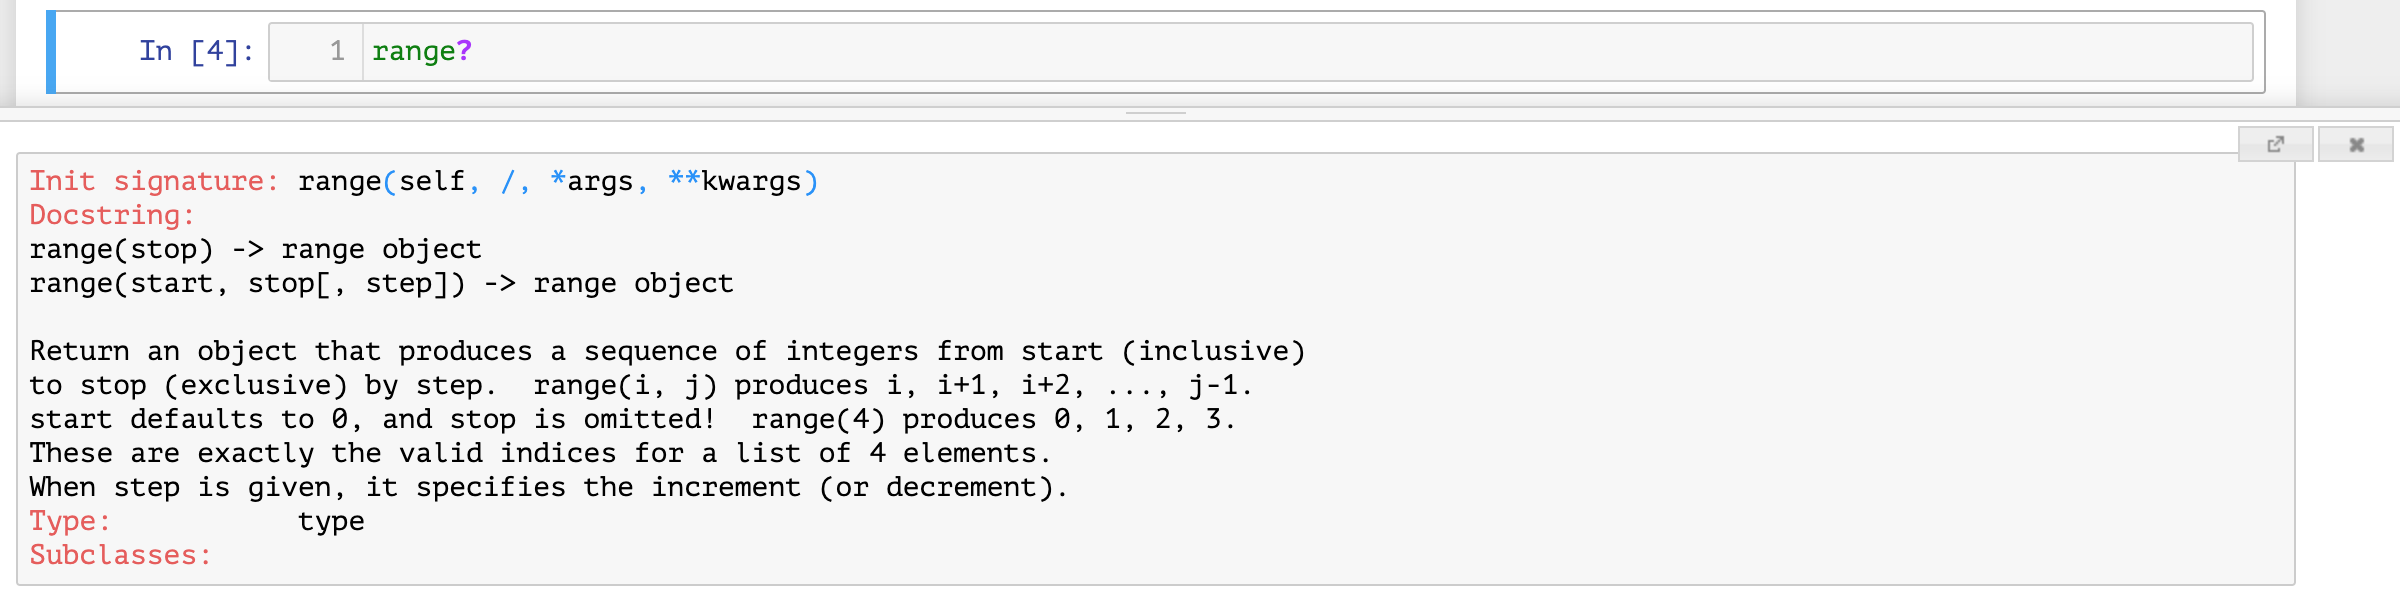 In [4]: 1 range?
Init signature: range(self, /, *args, **kwargs)
Docstring:
range(stop) -> range object
range(start, stop[, step]) -> range object
Return an object that produces a sequence of integers from start (inclusive)
to stop (exclusive) by step.  range(i, j) produces i, i+1, i+2, ..., j-1.
start defaults to 0, and stop is omitted!  range(4) produces 0, 1, 2, 3.
These are exactly the valid indices for a list of 4 elements.
When step is given, it specifies the increment (or decrement).
Type:           type
Subclasses: